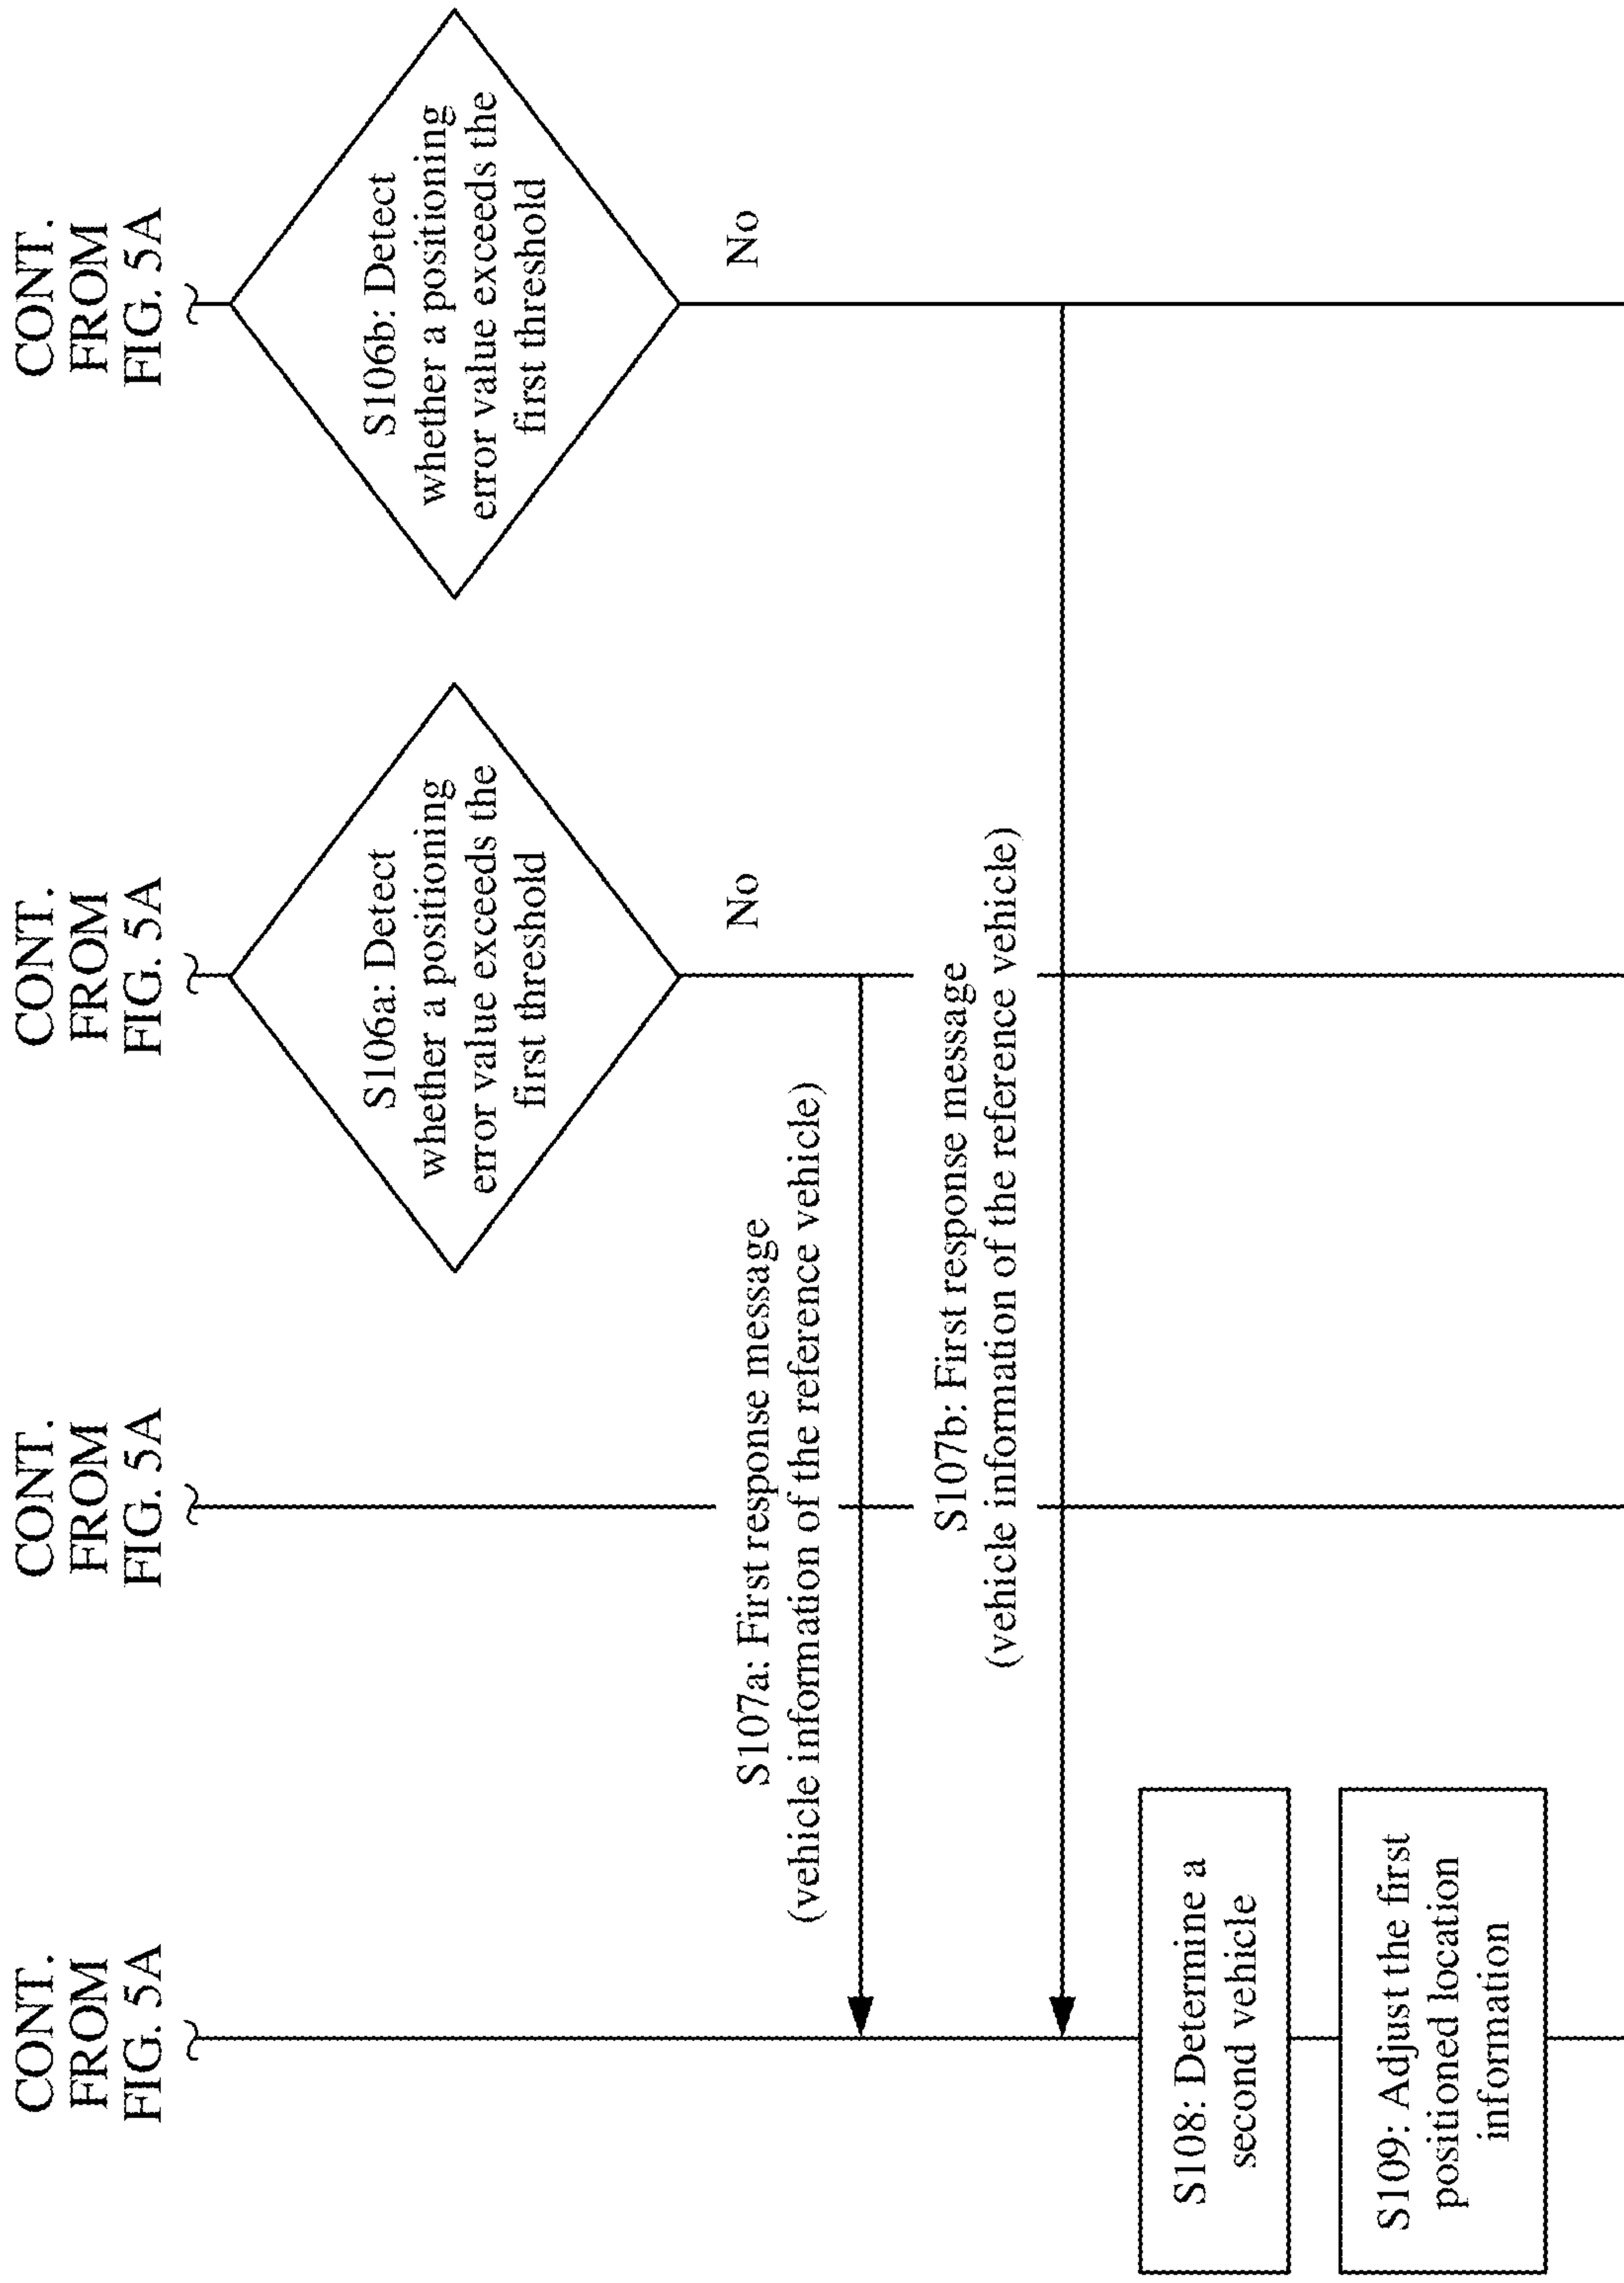 CONT.
FROM
FIG. 5A
CONT.
FROM
FIG. 5A
CONT.
FROM
FIG. 5A
CONT.
FROM
FIG. 5A
S106a: Detect
whether a positioning
error value exceeds the
first threshold
S106b: Detect
whether a positioning
error value exceeds the
first threshold
No
No
S107a: First response message
(vehicle information of the reference vehicle)
S107b: First response message
(vehicle information of the reference vehicle)
S108: Determine a
second vehicle
S109: Adjust the first
positioned location
information